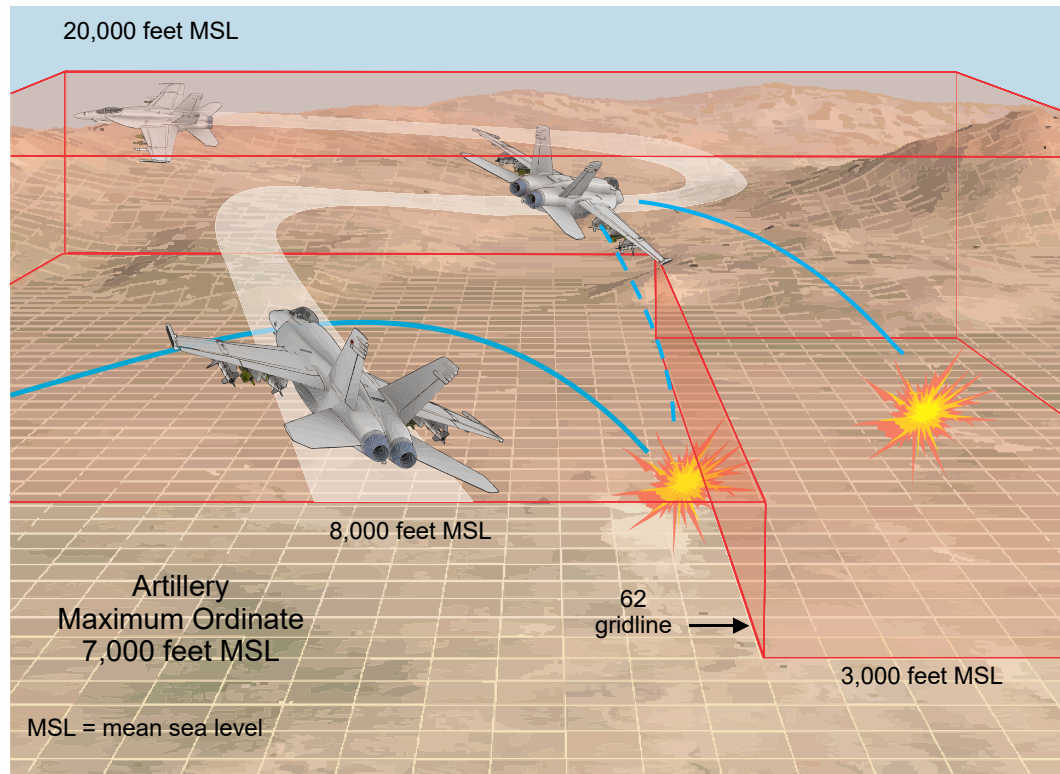 20,000 feet MSL
8,000 feet MSL
Artillery
Maximum Ordinate
7,000 feet MSL
62
gridline
3,000 feet MSL
MSL = mean sea level